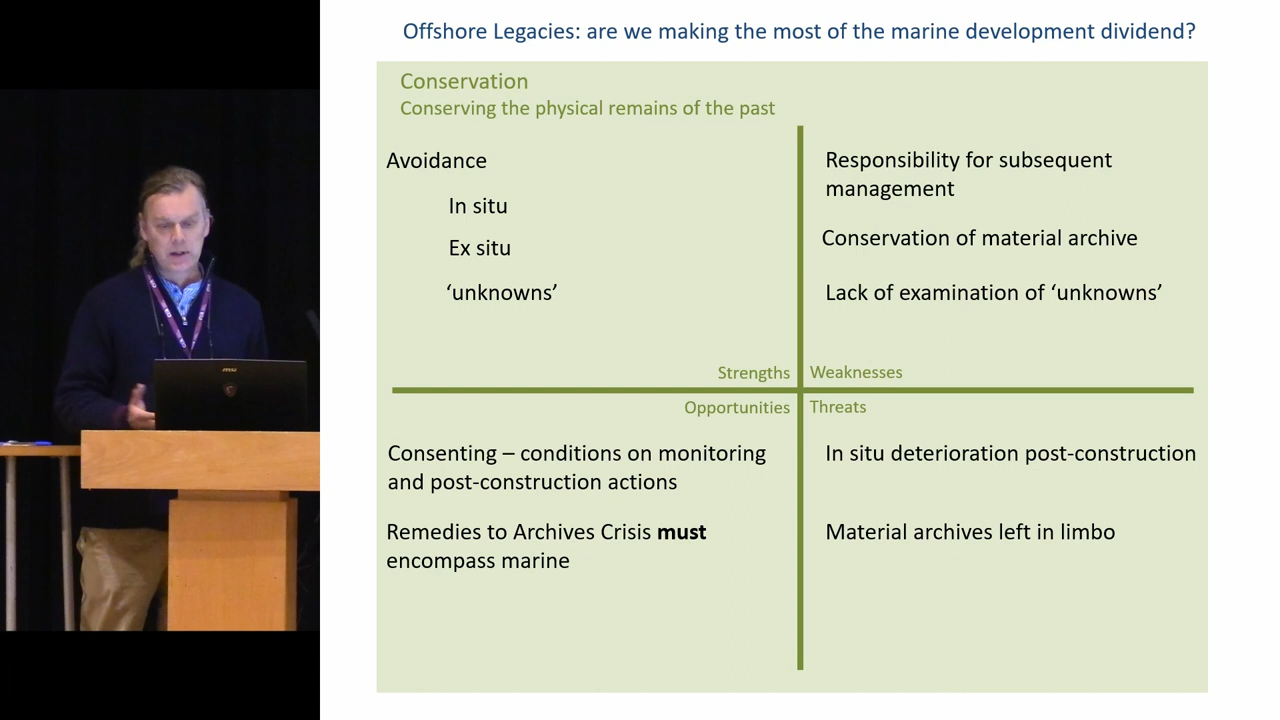 Offshore Legacies: are we making the most of the marine development dividend?
Conservation
Conserving the physical remains of the past
Avoidance
In situ
Ex situ
‘unknowns’
Responsibility for subsequent
management
Conservation of material archive
Lack of examination of ‘unknowns’
Strengths
Weaknesses
Opportunities
Threats
Consenting – conditions on monitoring
and post-construction actions
Remedies to Archives Crisis must
encompass marine
In situ deterioration post-construction
Material archives left in limbo
msi